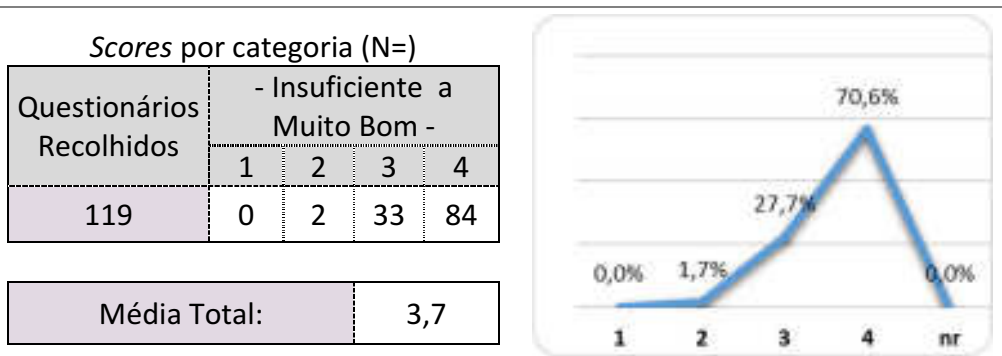 Scores por categoria (N=)
Questionários Recolhidos
- Insuficiente a
Muito Bom -
1 2 3 4
119 0 2 33 84
Média Total: 3,7
70,6%
27,7%
0,0% 1,7% 0,0%
1 2 3 4 nr